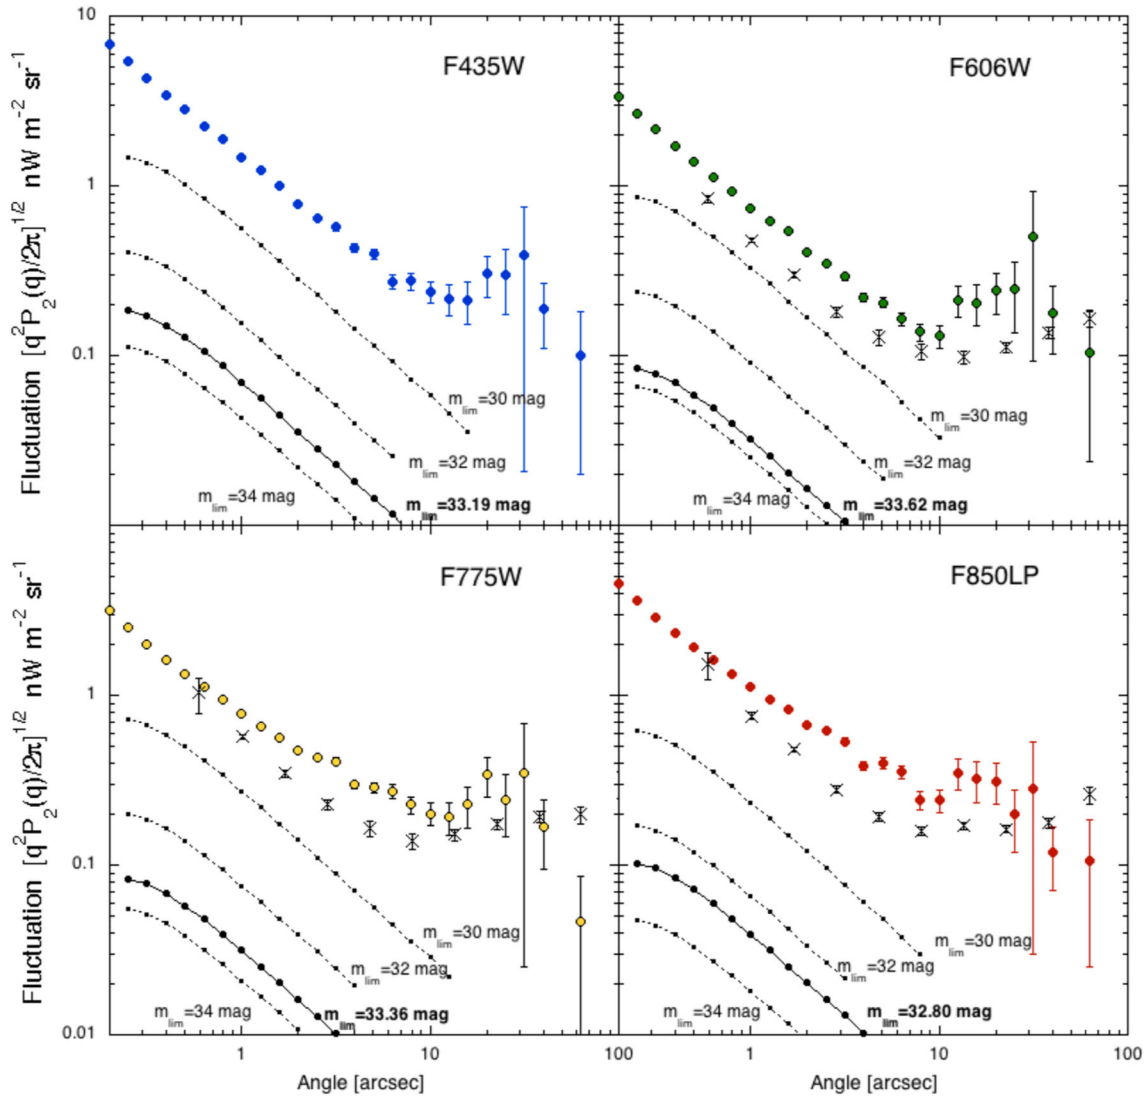 10
F435W
F606W
Fluctuation [q²P₂(q)/2π]^1/2 nW m⁻² sr⁻¹
1
0.1
m_lim=30 mag
m_lim=32 mag
m_lim=34 mag
m_lim=33.19 mag
m_lim=30 mag
m_lim=32 mag
m_lim=34 mag
m_lim=33.62 mag
F775W
F850LP
Fluctuation [q²P₂(q)/2π]^1/2 nW m⁻² sr⁻¹
1
0.1
0.01
m_lim=30 mag
m_lim=32 mag
m_lim=34 mag
m_lim=33.36 mag
m_lim=30 mag
m_lim=32 mag
m_lim=34 mag
m_lim=32.80 mag
1 10 100 1 10 100
Angle [arcsec] Angle [arcsec]